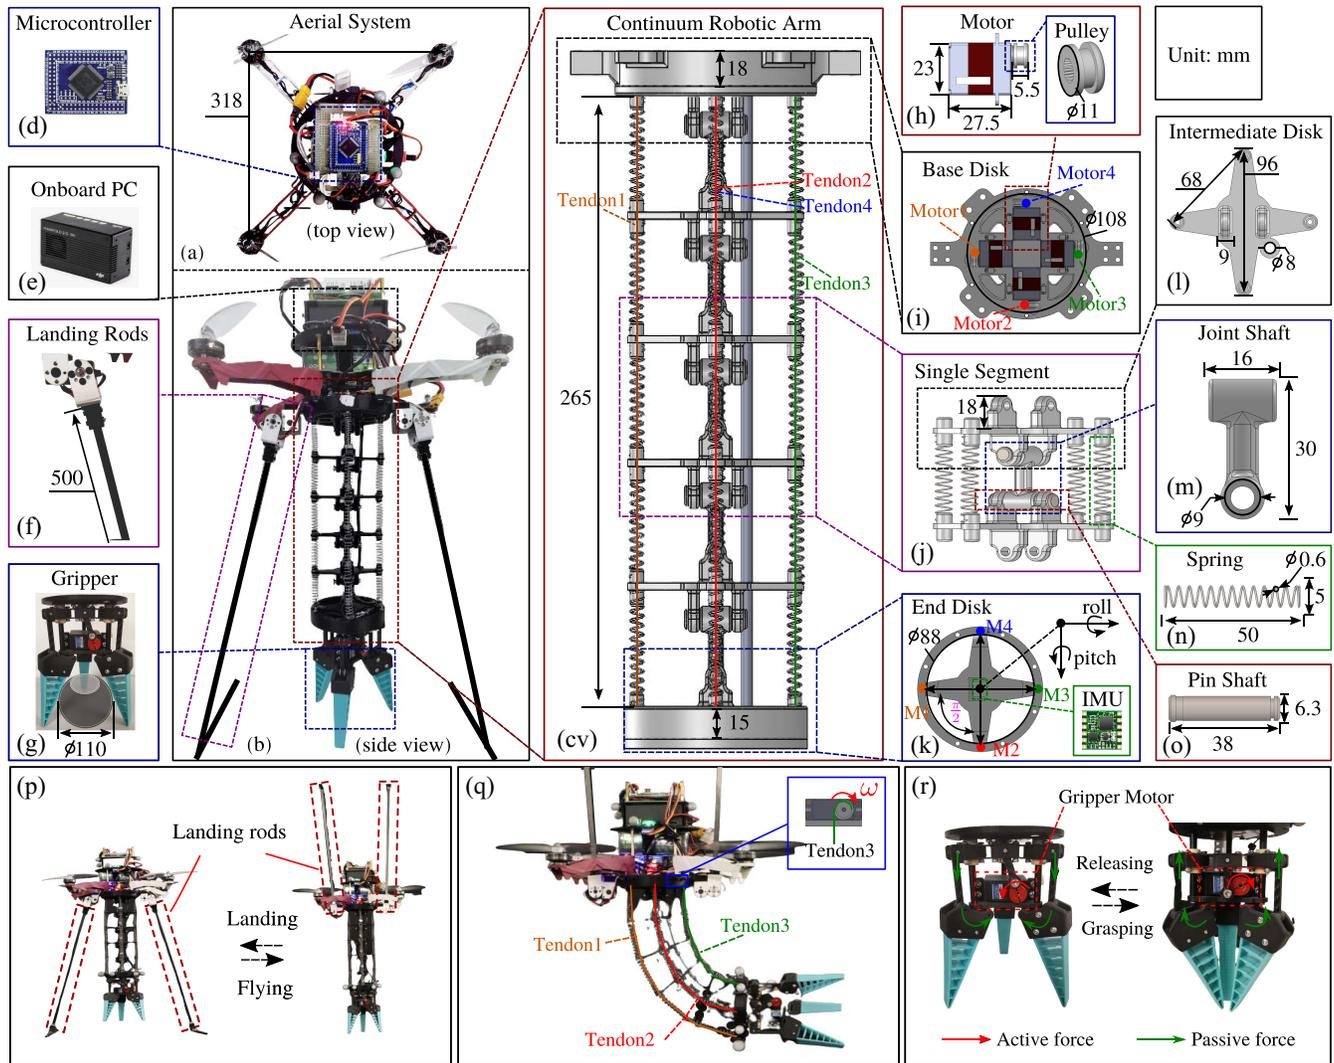 Microcontroller
(d)
Onboard PC
(e)
Landing Rods
500
(f)
Gripper
(g)
ϕ110
Aerial System
318
(a)
(top view)
(b)
(side view)
Continuum Robotic Arm
18
Tendon2
Tendon4
Tendon1
Tendon3
265
15
(cv)
Motor
Pulley
23
5.5
27.5
ϕ11
(h)
Base Disk
Motor4
Motor1
ϕ108
Motor3
Motor2
(i)
Single Segment
18
(j)
End Disk
roll
ϕ88
M4
pitch
M3
IMU
π/2
M2
(k)
Unit: mm
Intermediate Disk
96
68
9
ϕ8
(l)
Joint Shaft
16
30
(m)
ϕ9
Spring
ϕ0.6
5
(n)
50
Pin Shaft
6.3
(o)
38
(p)
Landing rods
Landing
Flying
(q)
ω
Tendon3
Tendon3
Tendon1
Tendon2
(r)
Gripper Motor
Releasing
Grasping
Active force
Passive force